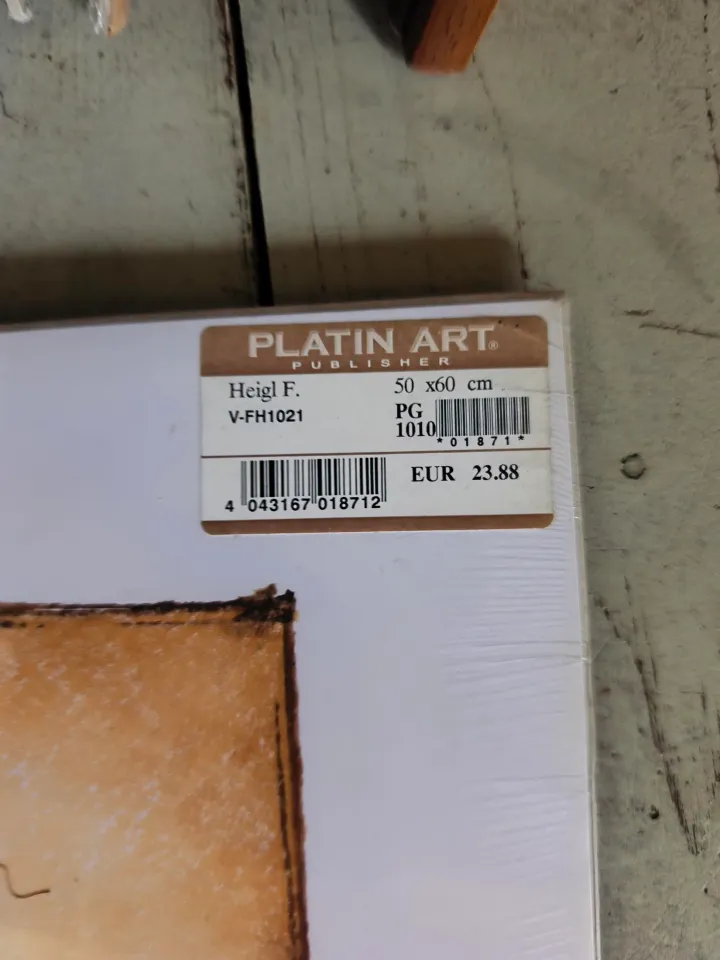 PLATIN ART®
PUBLISHER
Heigl F.
50 x60 cm
V-FH1021
PG
1010
*01871*
EUR 23.88
4 043167 018712